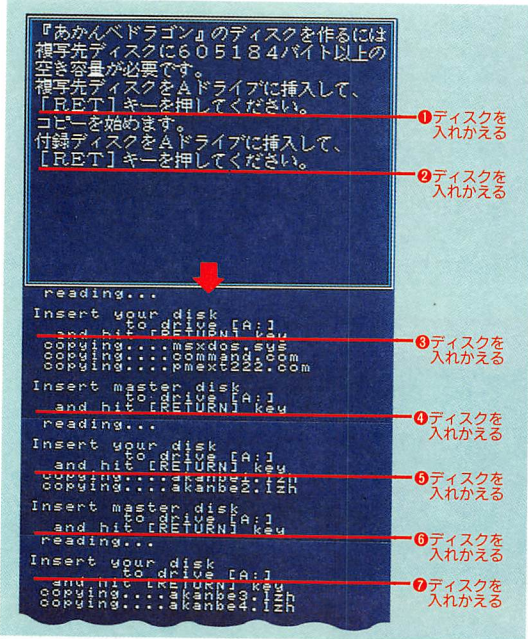 『あかんべドラゴン』のディスクを作るには
複写先ディスクに605184バイト以上の
空き容量が必要です。
複写先ディスクをAドライブに挿入して、
［RET］キーを押してください。
コピーを始めます。
付録ディスクをAドライブに挿入して、
［RET］キーを押してください。
❶ディスクを
入れかえる
❷ディスクを
入れかえる
reading...
Insert your disk
to drive [A:]
and hit [RETURN] key
copying....msxdos.sys
copying....command.com
copying....pmext222.com
❸ディスクを
入れかえる
Insert master disk
to drive [A:]
and hit [RETURN] key
reading...
❹ディスクを
入れかえる
Insert your disk
to drive [A:]
and hit [RETURN] key
copying....akanbe1.lzh
copying....akanbe2.lzh
❺ディスクを
入れかえる
Insert master disk
to drive [A:]
and hit [RETURN] key
reading...
❻ディスクを
入れかえる
Insert your disk
to drive [A:]
and hit [RETURN] key
copying....akanbe3.lzh
copying....akanbe4.lzh
❼ディスクを
入れかえる